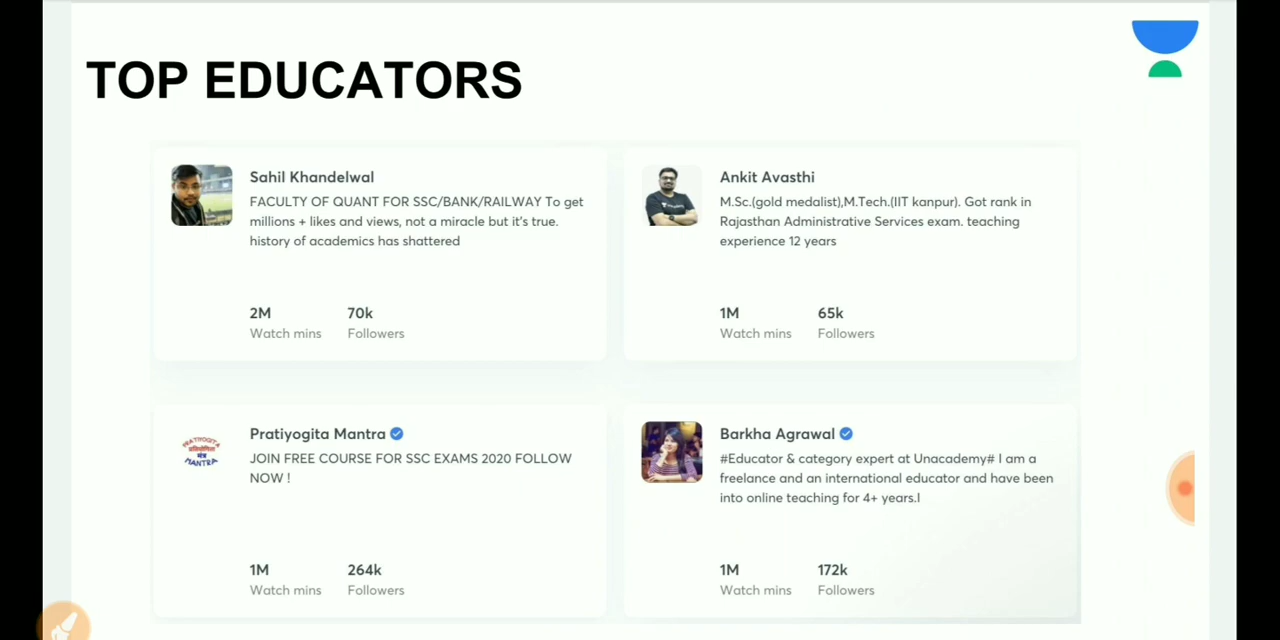 TOP EDUCATORS
Sahil Khandelwal
FACULTY OF QUANT FOR SSC/BANK/RAILWAY To get
millions + likes and views, not a miracle but it's true.
history of academics has shattered
2M 70k
Watch mins Followers
Ankit Avasthi
M.Sc.(gold medalist),M.Tech.(IIT kanpur). Got rank in
Rajasthan Administrative Services exam. teaching
experience 12 years
1M 65k
Watch mins Followers
PRATIYOGITA
प्रतियोगिता
मंत्र
MANTRA
Pratiyogita Mantra
JOIN FREE COURSE FOR SSC EXAMS 2020 FOLLOW
NOW !
1M 264k
Watch mins Followers
Barkha Agrawal
#Educator & category expert at Unacademy# I am a
freelance and an international educator and have been
into online teaching for 4+ years.I
1M 172k
Watch mins Followers